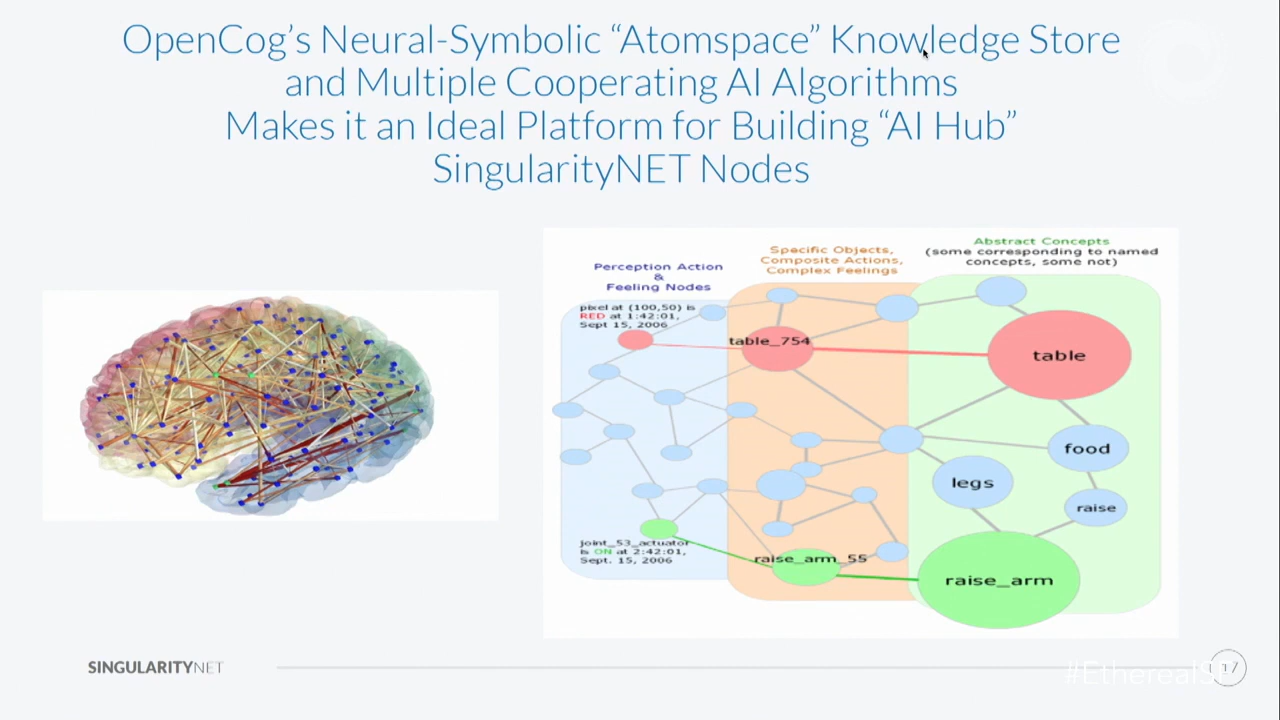 OpenCog's Neural-Symbolic “Atomspace” Knowledge Store
and Multiple Cooperating AI Algorithms
Makes it an Ideal Platform for Building “AI Hub”
SingularityNET Nodes
Perception Action
&
Feeling Nodes
Specific Objects,
Composite Actions,
Complex Feelings
Abstract Concepts
(some corresponding to named
concepts, some not)
pixel at (100,50) is
RED at 1:42:01,
Sept 15, 2006
table_754
table
food
legs
raise
joint_53_actuator
is ON at 2:42:01,
Sept. 15, 2006
raise_arm_55
raise_arm
SINGULARITYNET
#EtherealSF
17